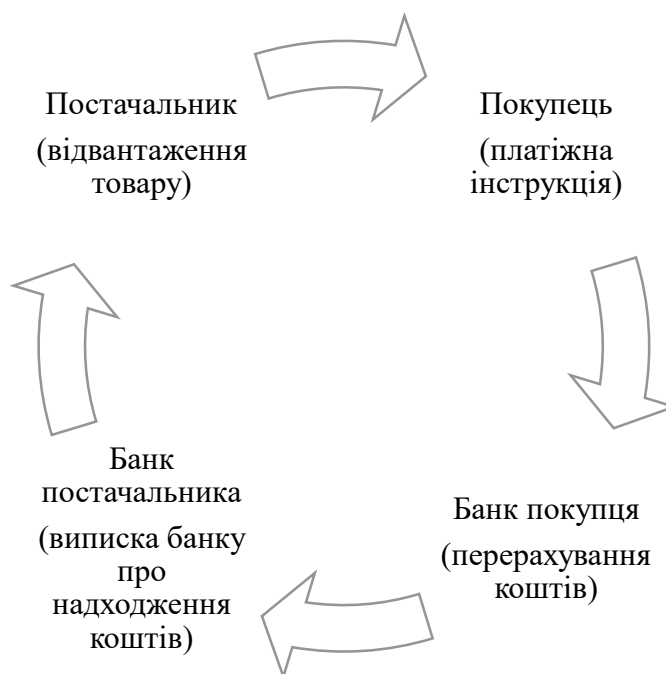 Постачальник
(відвантаження
товару)
Покупець
(платіжна
інструкція)
Банк
постачальника
(виписка банку
про
надходження
коштів)
Банк покупця
(перерахування
коштів)